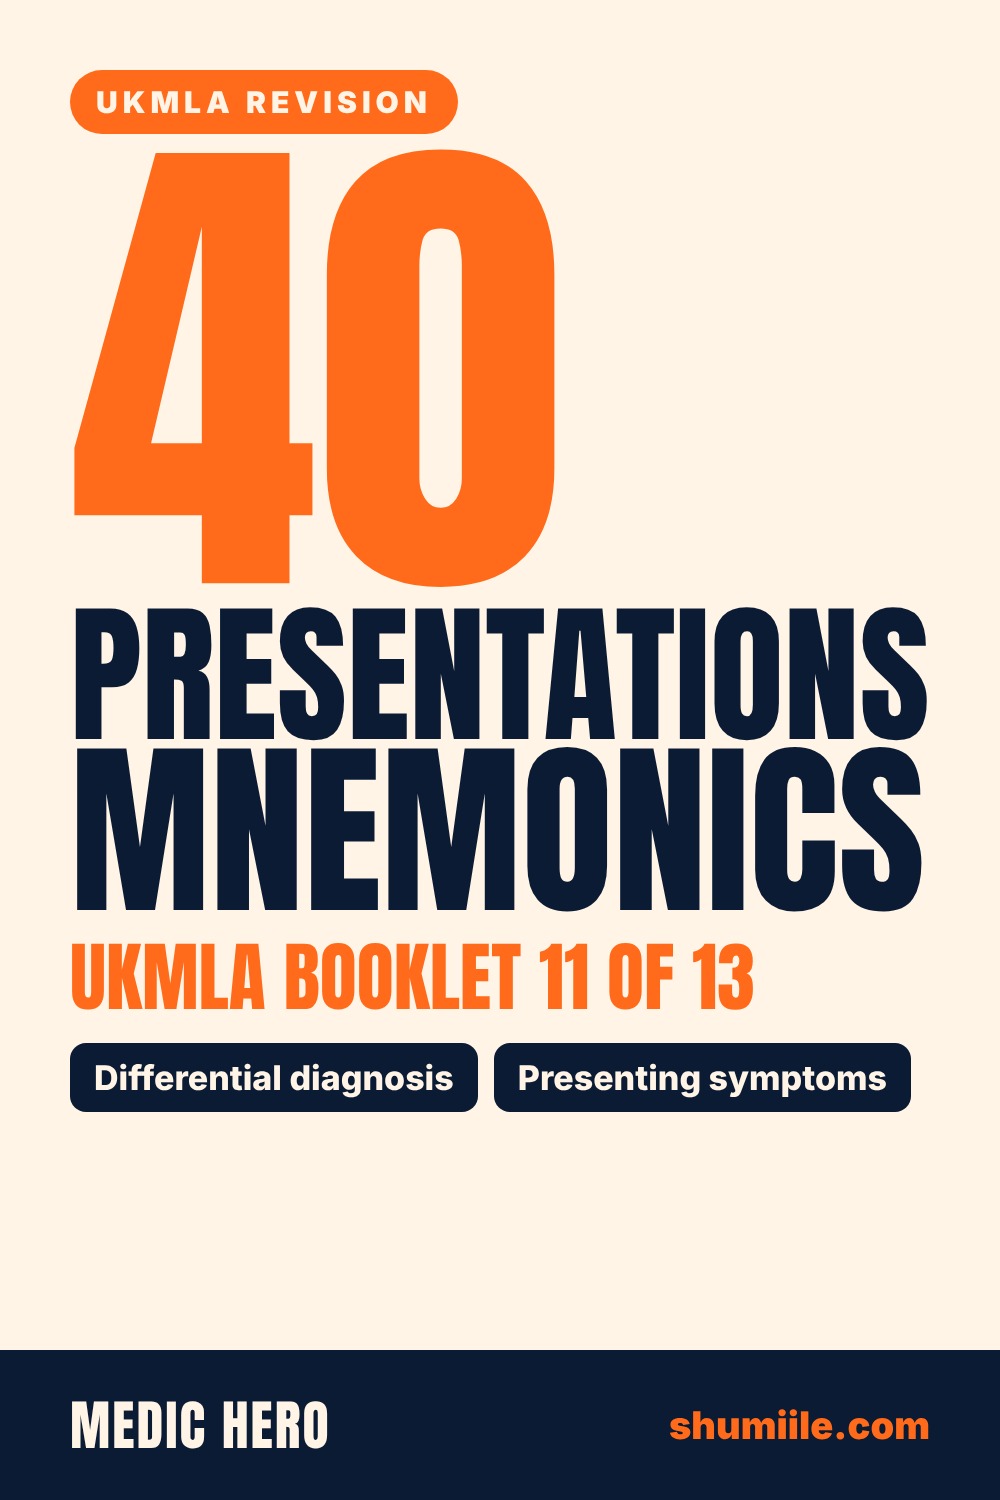 UKMLA REVISION
40
PRESENTATIONS
MNEMONICS
UKMLA BOOKLET 11 OF 13
Differential diagnosis Presenting symptoms
MEDIC HERO shumiile.com